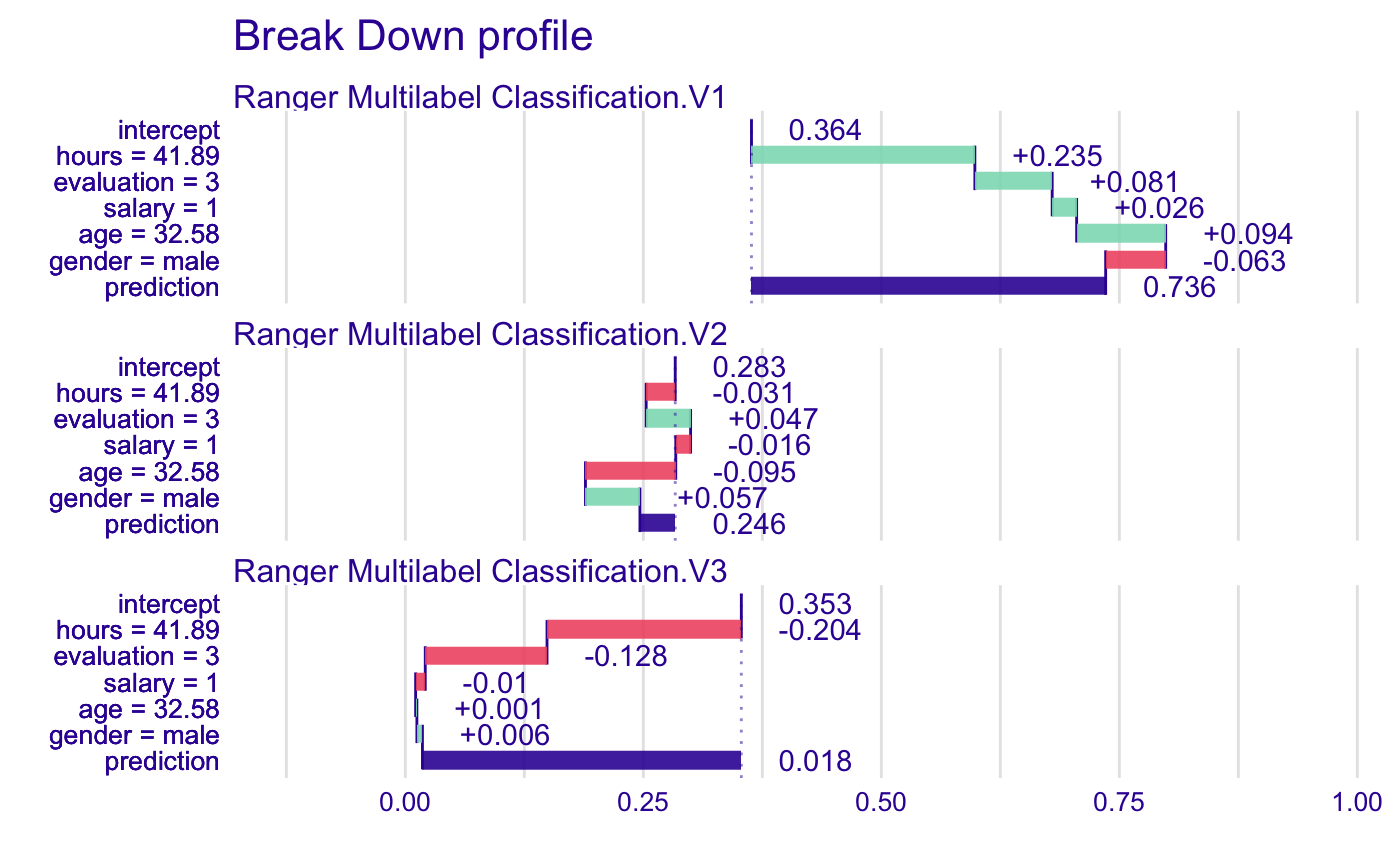 Break Down profile
Ranger Multilabel Classification.V1
intercept 0.364
hours = 41.89 +0.235
evaluation = 3 +0.081
salary = 1 +0.026
age = 32.58 +0.094
gender = male -0.063
prediction 0.736
Ranger Multilabel Classification.V2
intercept 0.283
hours = 41.89 -0.031
evaluation = 3 +0.047
salary = 1 -0.016
age = 32.58 -0.095
gender = male +0.057
prediction 0.246
Ranger Multilabel Classification.V3
intercept 0.353
hours = 41.89 -0.204
evaluation = 3 -0.128
salary = 1 -0.01
age = 32.58 +0.001
gender = male +0.006
prediction 0.018
0.00 0.25 0.50 0.75 1.00